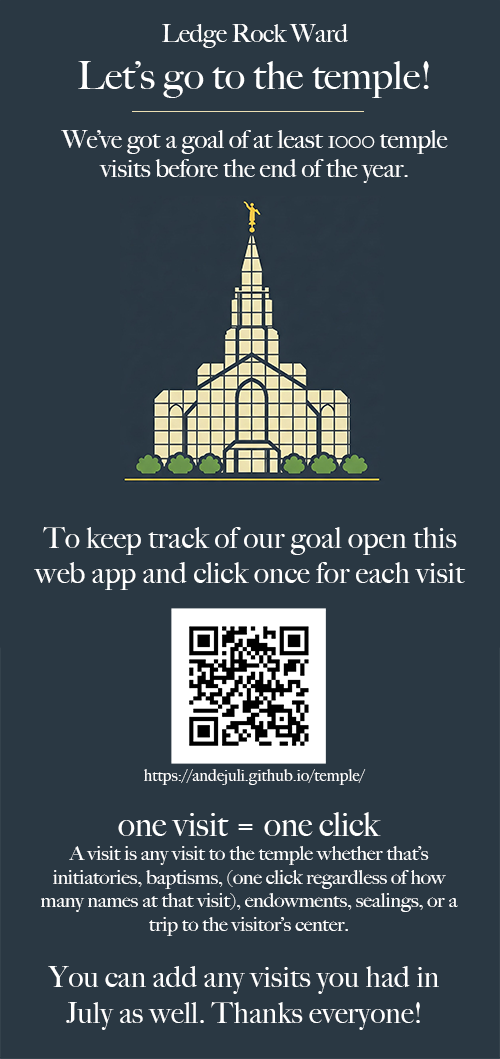 Ledge Rock Ward
Let's go to the temple!
We've got a goal of at least 1000 temple
visits before the end of the year.
To keep track of our goal open this
web app and click once for each visit
https://andejuli.github.io/temple/
one visit = one click
A visit is any visit to the temple whether that's
initiatories, baptisms, (one click regardless of how
many names at that visit), endowments, sealings, or a
trip to the visitor's center.
You can add any visits you had in
July as well. Thanks everyone!